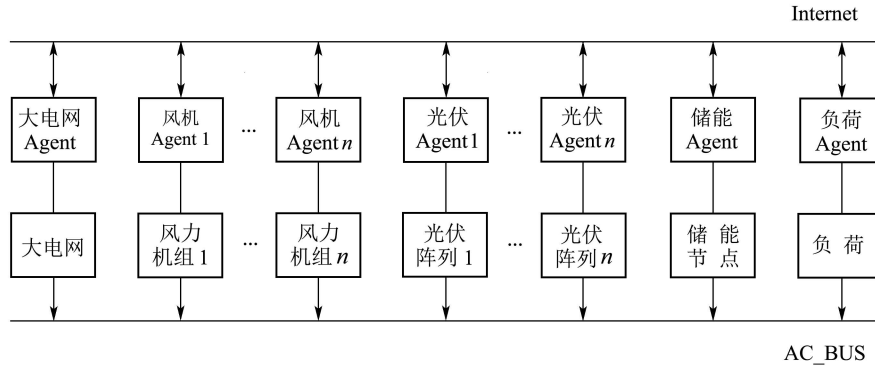 Internet
大电网
Agent
风机
Agent 1
...
风机
Agent n
光伏
Agent1
...
光伏
Agent n
储能
Agent
负荷
Agent
大电网
风力
机组 1
...
风力
机组 n
光伏
阵列 1
...
光伏
阵列 n
储 能
节 点
负 荷
AC_BUS